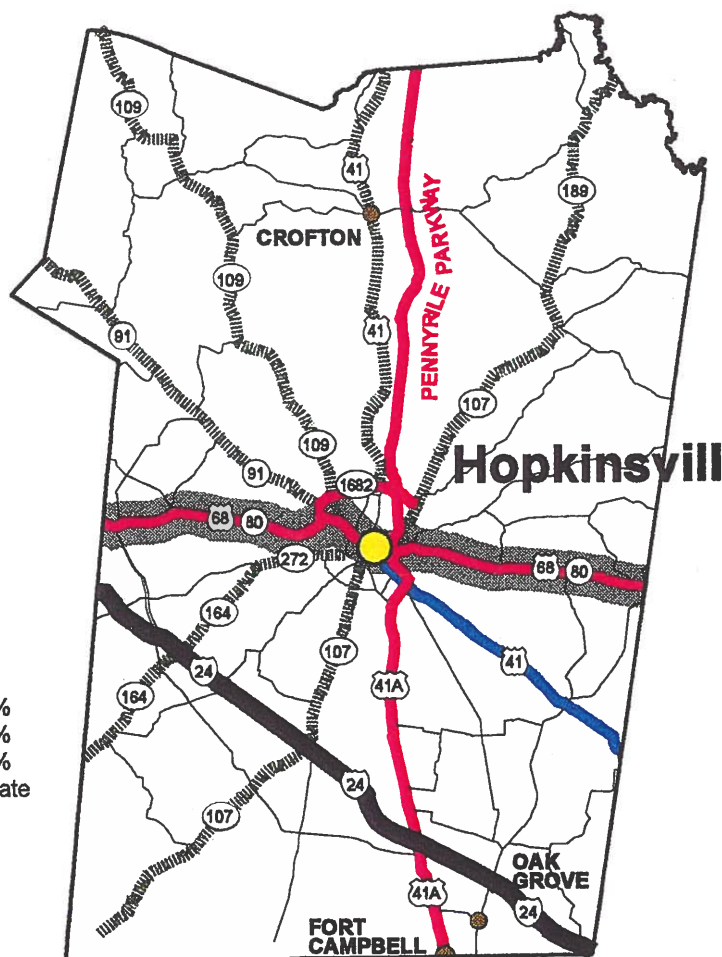 109
41
189
CROFTON
109
PENNYRILE PARKWAY
91
41
107
109
91
1682
Hopkinsvill
68 80
272
68 80
164
107
24
41
41A
164
%
%
%
ate
24
107
OAK
GROVE
41A
24
FORT
CAMPBELL